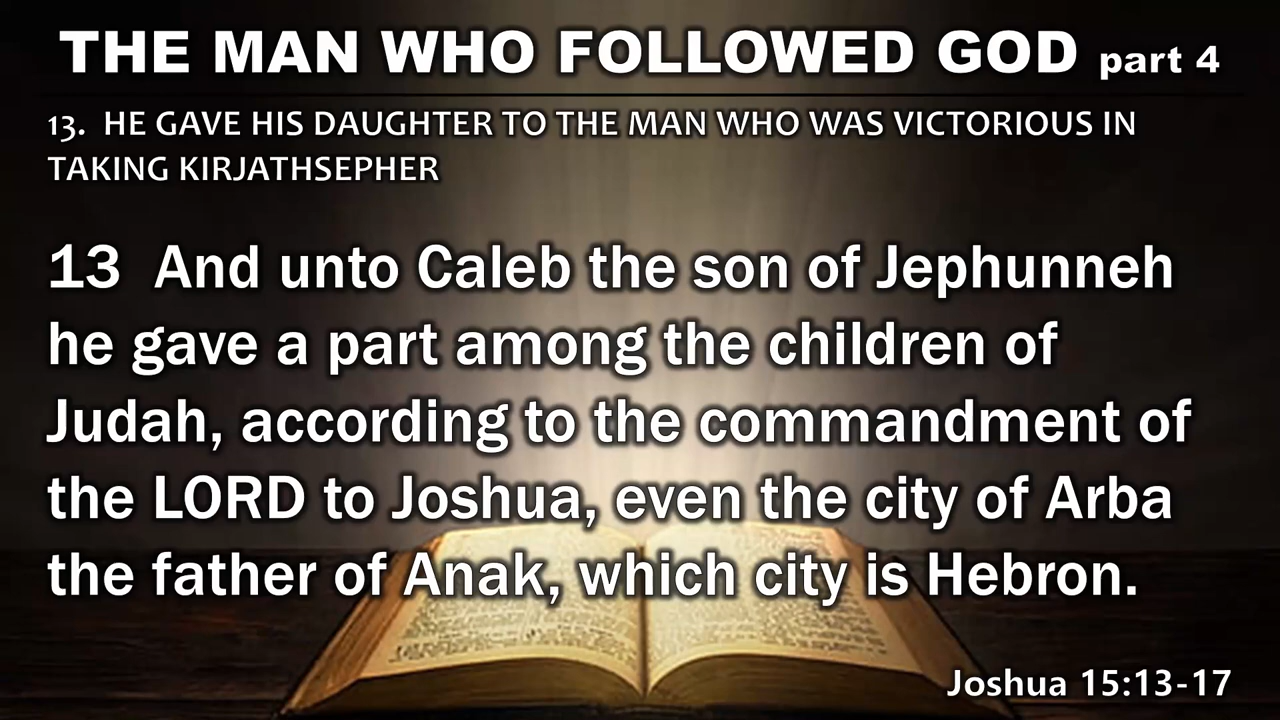 THE MAN WHO FOLLOWED GOD part 4
13. HE GAVE HIS DAUGHTER TO THE MAN WHO WAS VICTORIOUS IN
TAKING KIRJATHSEPHER
13 And unto Caleb the son of Jephunneh
he gave a part among the children of
Judah, according to the commandment of
the LORD to Joshua, even the city of Arba
the father of Anak, which city is Hebron.
Joshua 15:13-17